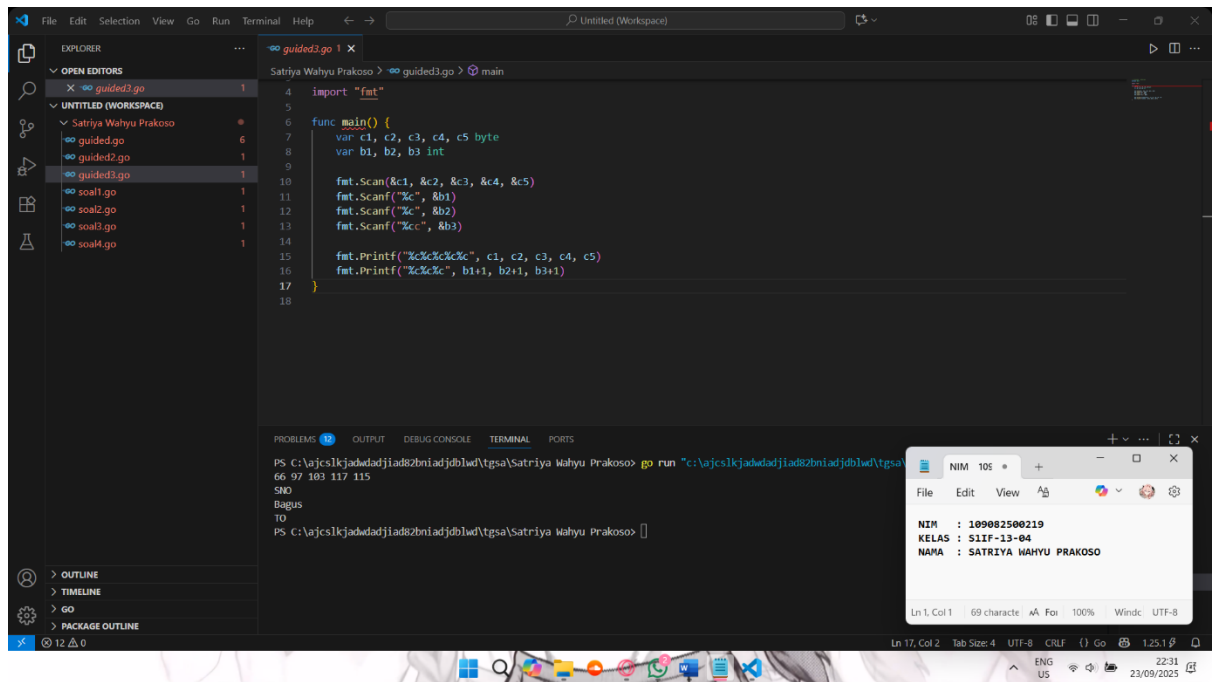 File Edit Selection View Go Run Terminal Help
Untitled (Workspace)
EXPLORER
OPEN EDITORS
guided3.go 1
UNTITLED (WORKSPACE)
Satriya Wahyu Prakoso
guided.go 6
guided2.go 1
guided3.go 1
soal1.go 1
soal2.go 1
soal3.go 1
soal4.go 1
OUTLINE
TIMELINE
GO
PACKAGE OUTLINE
guided3.go 1
Satriya Wahyu Prakoso > guided3.go > main
4 import "fmt"
5
6 func main() {
7 var c1, c2, c3, c4, c5 byte
8 var b1, b2, b3 int
9
10 fmt.Scan(&c1, &c2, &c3, &c4, &c5)
11 fmt.Scanf("%c", &b1)
12 fmt.Scanf("%c", &b2)
13 fmt.Scanf("%cc", &b3)
14
15 fmt.Printf("%c%c%c%c%c", c1, c2, c3, c4, c5)
16 fmt.Printf("%c%c%c", b1+1, b2+1, b3+1)
17 }
18
PROBLEMS 12 OUTPUT DEBUG CONSOLE TERMINAL PORTS
PS C:\ajcslkjadwdadjiad82bniadjdblwd\tgsa\Satriya Wahyu Prakoso> go run "c:\ajcslkjadwdadjiad82bniadjdblwd\tgsa\
66 97 103 117 115
SNO
Bagus
TO
PS C:\ajcslkjadwdadjiad82bniadjdblwd\tgsa\Satriya Wahyu Prakoso>
NIM 109
File Edit View
NIM : 109082500219
KELAS : S1IF-13-04
NAMA : SATRIYA WAHYU PRAKOSO
Ln 1, Col 1 69 characte For 100% Windc UTF-8
12 0
Ln 17, Col 2 Tab Size: 4 UTF-8 CRLF {} Go 1.25.1
ENG
US
22:31
23/09/2025